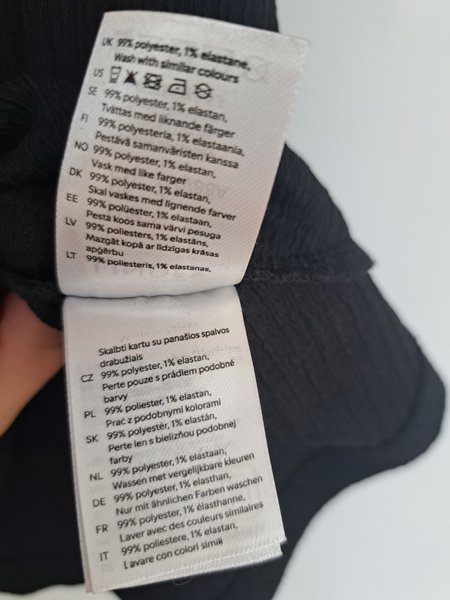 UK 99% polyester, 1% elastane,
Wash with similar colours
US
SE 99% polyester, 1% elastan,
Tvättas med liknande färger
FI 99% polyesteria, 1% elastaania,
Pestävä samanväristen kanssa
NO 99% polyester, 1% elastan,
Vask med like farger
DK 99% polyester, 1% elastan,
Skal vaskes med lignende farver
EE 99% polüester, 1% elastaan,
Pesta koos sama värvi pesuga
LV 99% poliesters, 1% elastāns,
Mazgāt kopā ar līdzīgas krāsas
apģērbu
LT 99% poliesteris, 1% elastanas,
Skalbti kartu su panašios spalvos
drabužiais
CZ 99% polyester, 1% elastan,
Perte pouze s prádlem podobné
barvy
PL 99% poliester, 1% elastan,
Prać z podobnymi kolorami
SK 99% polyestér, 1% elastán,
Perte len s bielizňou podobnej
farby
NL 99% polyester, 1% elastaan,
Wassen met vergelijkbare kleuren
DE 99% polyester, 1% elasthan,
Nur mit ähnlichen Farben waschen
FR 99% polyester, 1% élasthanne,
Laver avec des couleurs similaires
IT 99% poliestere, 1% elastan,
Lavare con colori simili